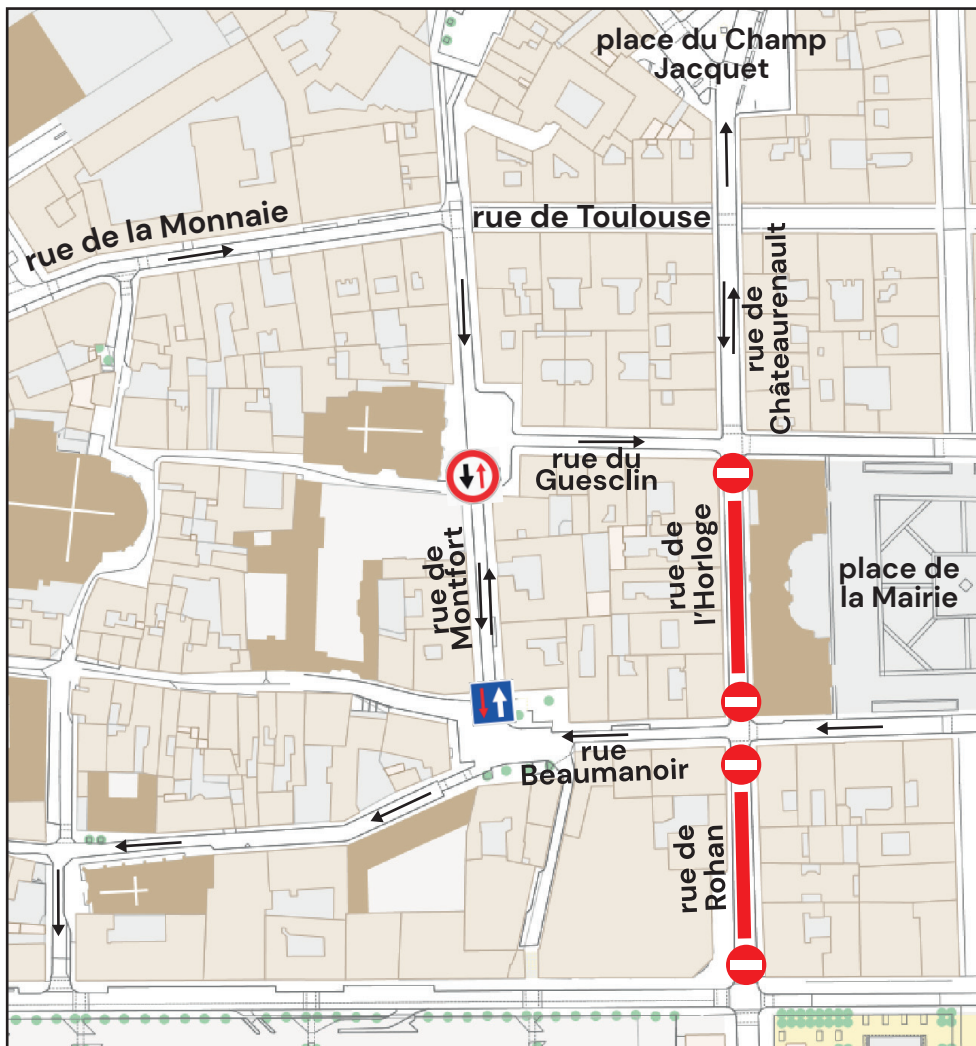 place du Champ
Jacquet
rue de la Monnaie
rue de Toulouse
rue de
Châteaurenault
rue du
Guesclin
rue de
Montfort
rue de
l'Horloge
place de
la Mairie
rue
Beaumanoir
rue de
Rohan